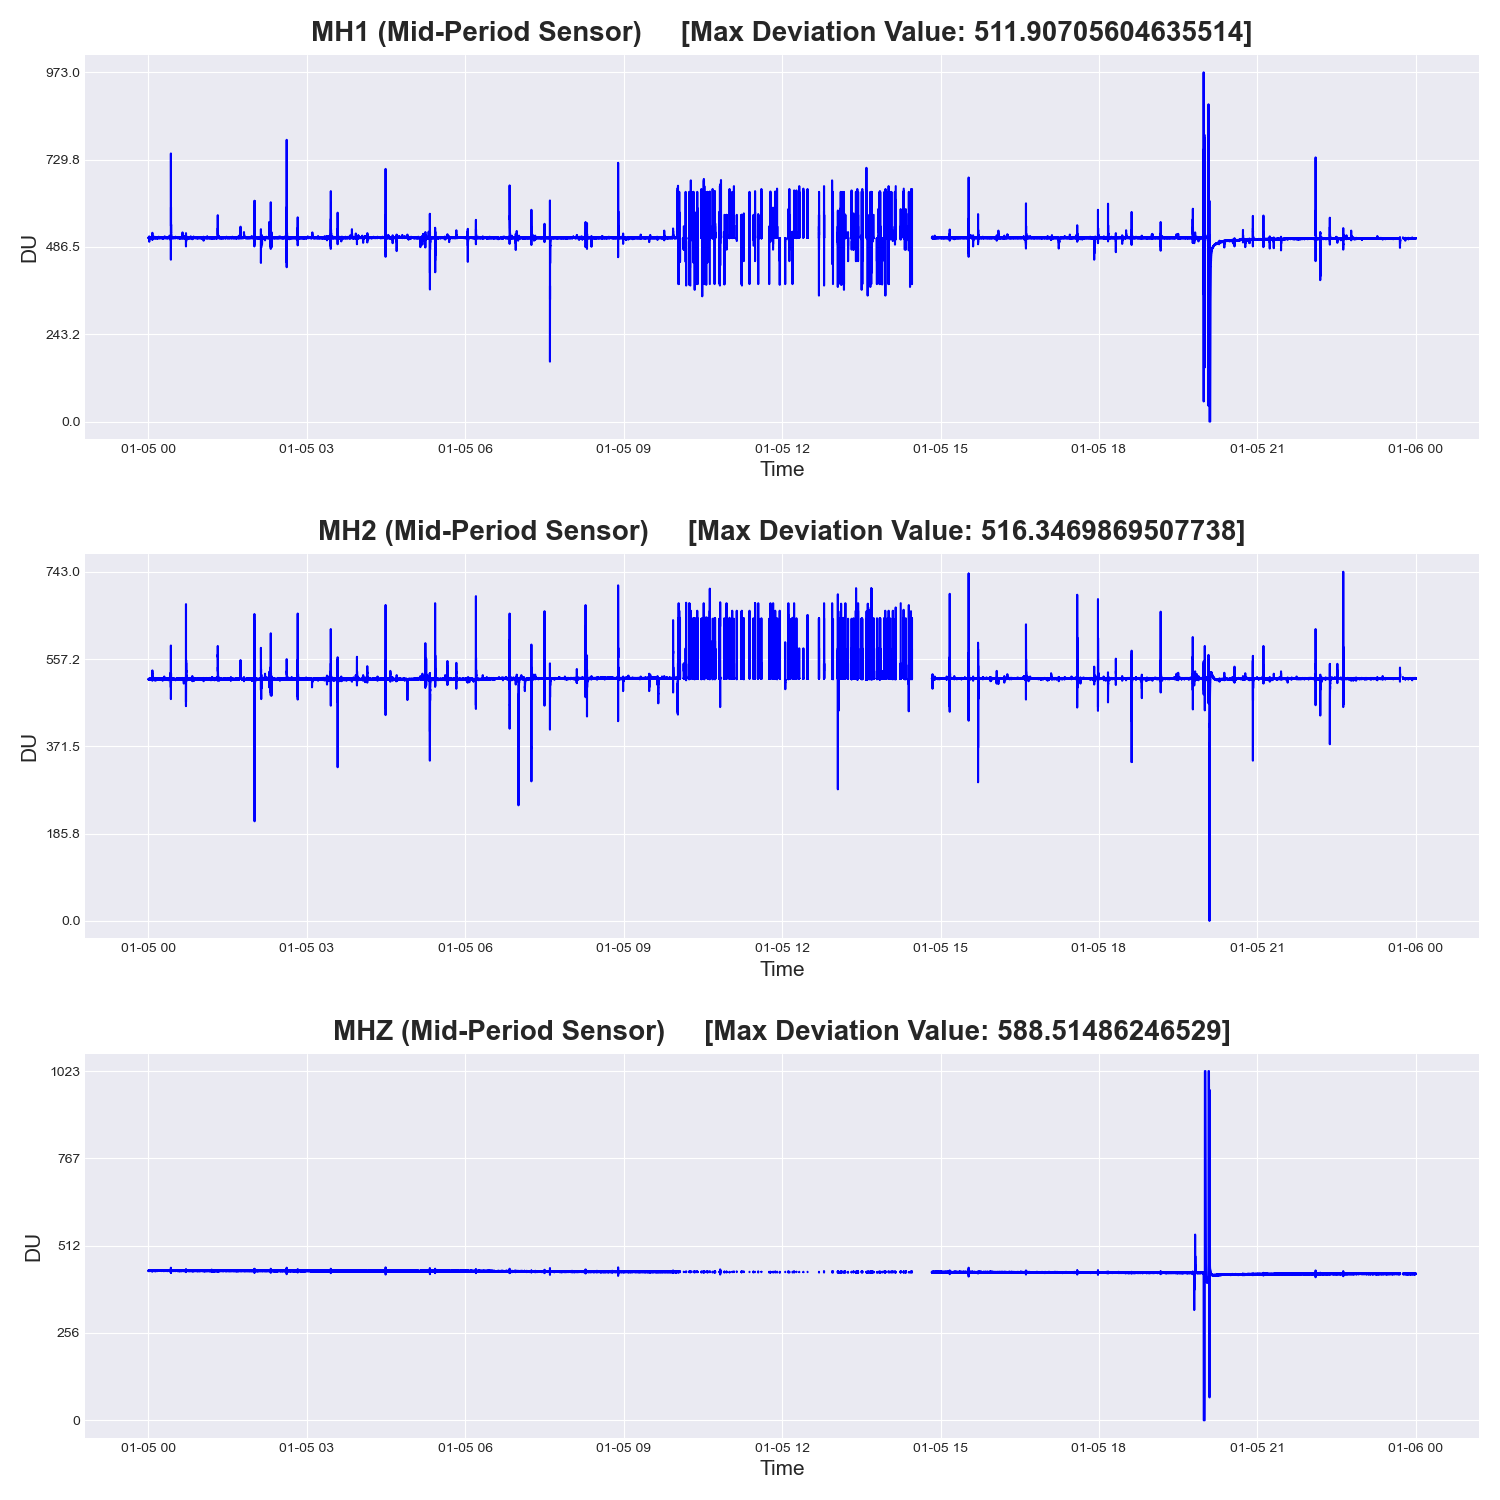 MH1 (Mid-Period Sensor) [Max Deviation Value: 511.90705604635514]
973.0
729.8
486.5
243.2
0.0
DU
01-05 00 01-05 03 01-05 06 01-05 09 01-05 12 01-05 15 01-05 18 01-05 21 01-06 00
Time
MH2 (Mid-Period Sensor) [Max Deviation Value: 516.3469869507738]
743.0
557.2
371.5
185.8
0.0
DU
01-05 00 01-05 03 01-05 06 01-05 09 01-05 12 01-05 15 01-05 18 01-05 21 01-06 00
Time
MHZ (Mid-Period Sensor) [Max Deviation Value: 588.51486246529]
1023
767
512
256
0
DU
01-05 00 01-05 03 01-05 06 01-05 09 01-05 12 01-05 15 01-05 18 01-05 21 01-06 00
Time